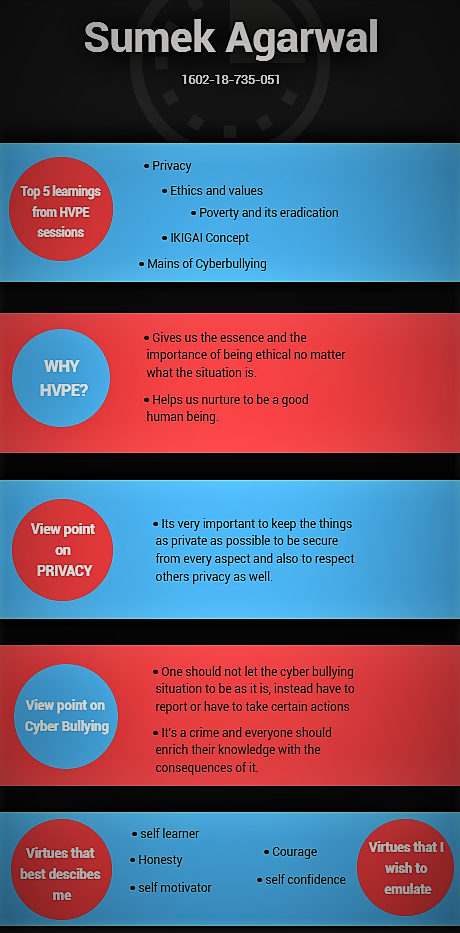 Sumek Agarwal
1602-18-735-051
Top 5 learnings
from HVPE
sessions
• Privacy
• Ethics and values
• Poverty and its eradication
• IKIGAI Concept
• Mains of Cyberbullying
WHY
HVPE?
• Gives us the essence and the
importance of being ethical no matter
what the situation is.
• Helps us nurture to be a good
human being.
View point
on
PRIVACY
• Its very important to keep the things
as private as possible to be secure
from every aspect and also to respect
others privacy as well.
View point on
Cyber Bullying
• One should not let the cyber bullying
situation to be as it is, instead have to
report or have to take certain actions
• It's a crime and everyone should
enrich their knowledge with the
consequences of it.
Virtues that
best descibes
me
• self learner
• Honesty
• self motivator
• Courage
• self confidence
Virtues that I
wish to
emulate